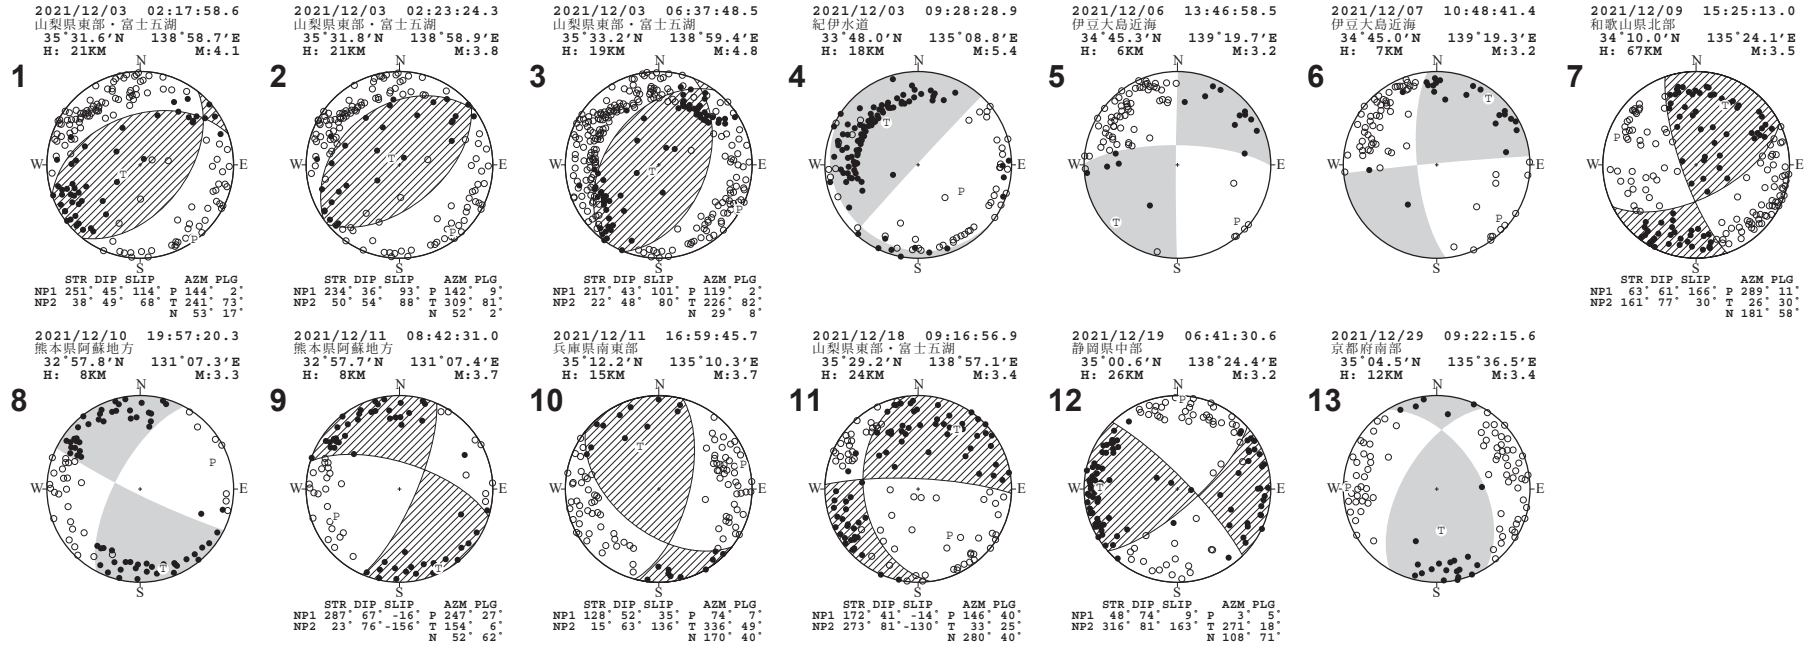 2021/12/03 02:17:58.6
山梨県東部・富士五湖
35°31.6'N 138°58.7'E
H: 21KM M:4.1
1
N
W
E
S
T
P
STR DIP SLIP AZM PLG
NP1 251° 45° 114° P 144° 2°
NP2 38° 49° 68° T 241° 73°
N 53° 17°
2021/12/03 02:23:24.3
山梨県東部・富士五湖
35°31.8'N 138°58.9'E
H: 21KM M:3.8
2
N
W
E
S
T
P
STR DIP SLIP AZM PLG
NP1 234° 36° 93° P 142° 9°
NP2 50° 54° 88° T 309° 81°
N 52° 2°
2021/12/03 06:37:48.5
山梨県東部・富士五湖
35°33.2'N 138°59.4'E
H: 19KM M:4.8
3
N
W
E
S
T
P
STR DIP SLIP AZM PLG
NP1 217° 43° 101° P 119° 2°
NP2 22° 48° 80° T 226° 82°
N 29° 8°
2021/12/03 09:28:28.9
紀伊水道
33°48.0'N 135°08.8'E
H: 18KM M:5.4
4
N
W
E
S
T
P
2021/12/06 13:46:58.5
伊豆大島近海
34°45.3'N 139°19.7'E
H: 6KM M:3.2
5
N
W
E
S
T
P
2021/12/07 10:48:41.4
伊豆大島近海
34°45.0'N 139°19.3'E
H: 7KM M:3.2
6
N
W
E
S
T
P
2021/12/09 15:25:13.0
和歌山県北部
34°10.0'N 135°24.1'E
H: 67KM M:3.5
7
N
W
E
S
T
P
STR DIP SLIP AZM PLG
NP1 63° 61° 166° P 289° 11°
NP2 161° 77° 30° T 26° 30°
N 181° 58°
2021/12/10 19:57:20.3
熊本県阿蘇地方
32°57.8'N 131°07.3'E
H: 8KM M:3.3
8
N
W
E
S
P
T
2021/12/11 08:42:31.0
熊本県阿蘇地方
32°57.7'N 131°07.4'E
H: 8KM M:3.7
9
N
W
E
S
P
T
STR DIP SLIP AZM PLG
NP1 287° 67° -16° P 247° 27°
NP2 23° 76° -156° T 154° 6°
N 52° 62°
2021/12/11 16:59:45.7
兵庫県南東部
35°12.2'N 135°10.3'E
H: 15KM M:3.7
10
N
W
E
S
T
P
STR DIP SLIP AZM PLG
NP1 128° 52° 35° P 74° 7°
NP2 15° 63° 136° T 336° 49°
N 170° 40°
2021/12/18 09:16:56.9
山梨県東部・富士五湖
35°29.2'N 138°57.1'E
H: 24KM M:3.4
11
N
W
E
S
T
P
STR DIP SLIP AZM PLG
NP1 172° 41° -14° P 146° 40°
NP2 273° 81° -130° T 33° 25°
N 280° 40°
2021/12/19 06:41:30.6
静岡県中部
35°00.6'N 138°24.4'E
H: 26KM M:3.2
12
N
P
W
T
E
S
STR DIP SLIP AZM PLG
NP1 48° 74° 9° P 3° 5°
NP2 316° 81° 163° T 271° 18°
N 108° 71°
2021/12/29 09:22:15.6
京都府南部
35°04.5'N 135°36.5'E
H: 12KM M:3.4
13
N
W
P
E
T
S